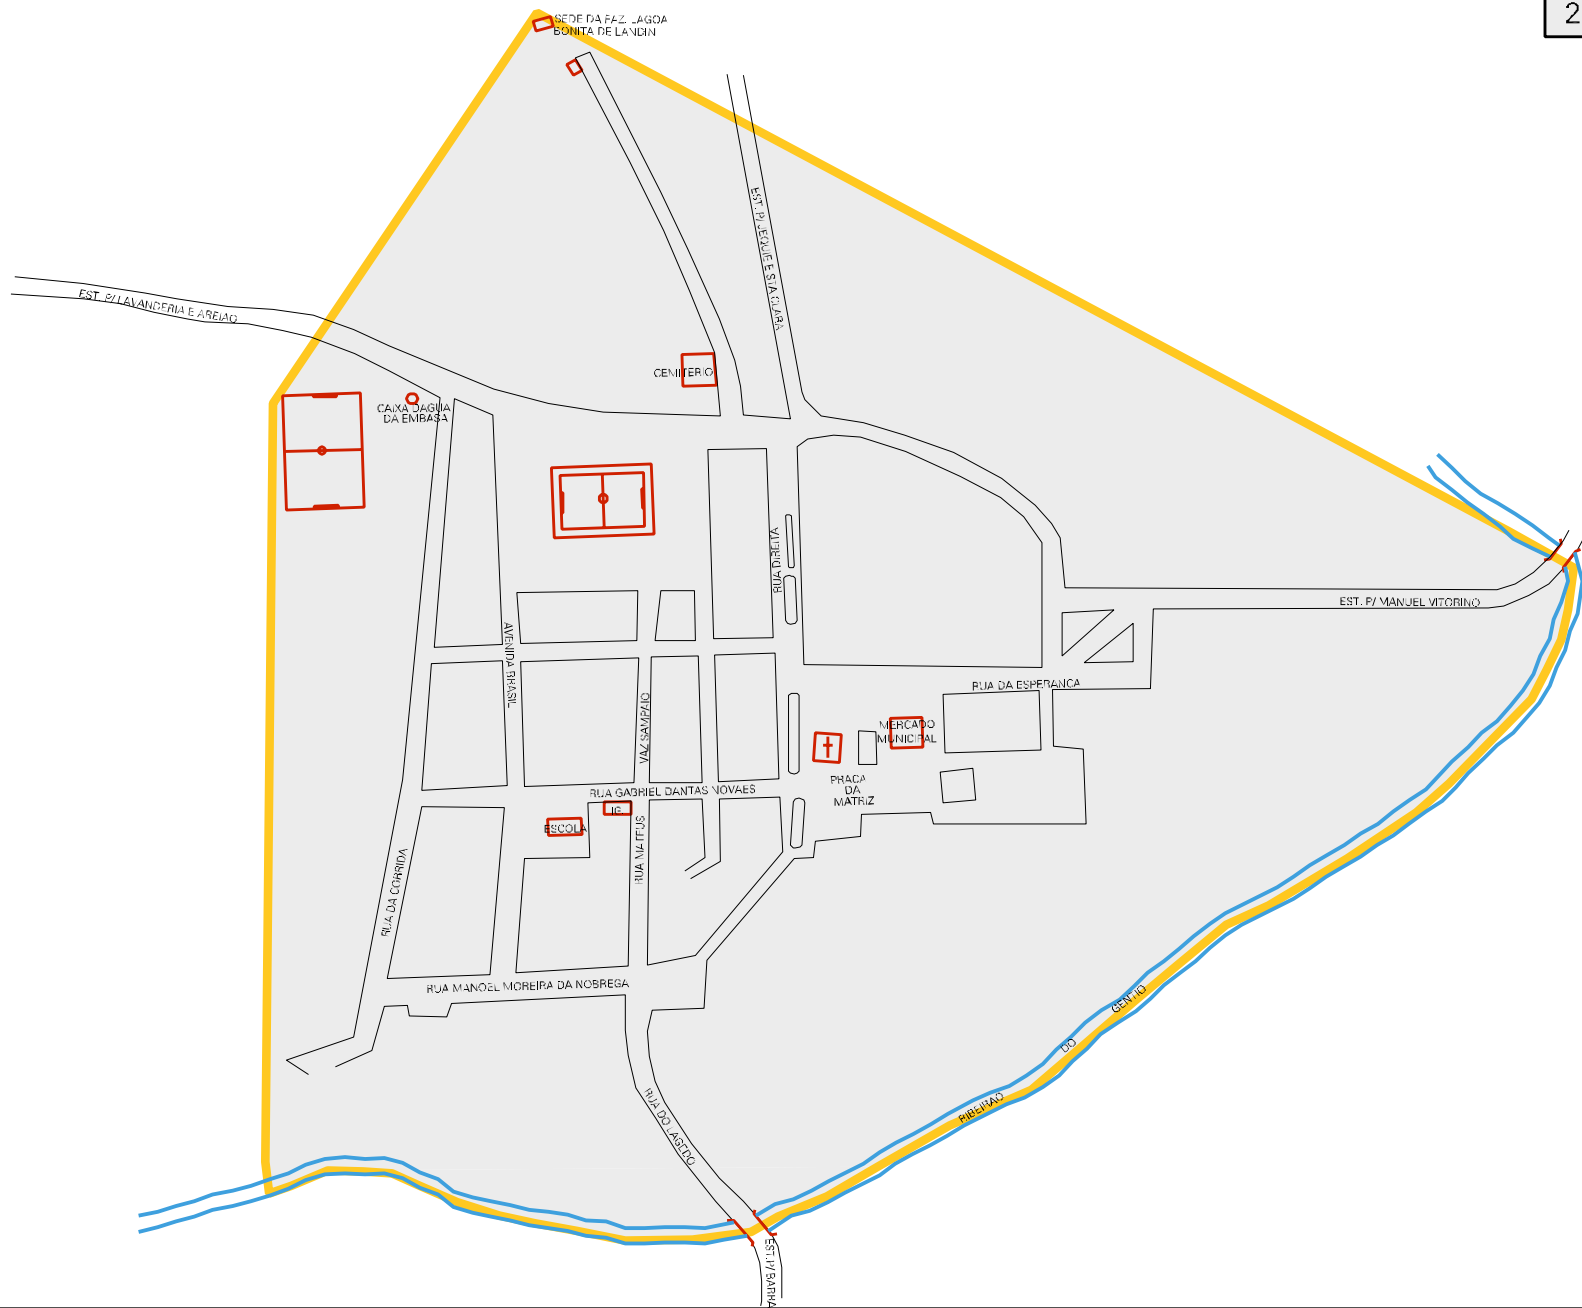 2
SEDE DA FAZ. LAGOA
BONITA DE LANDIN
EST. P/ JEQUIE E STA CLARA
EST. P/ LAVANDERIA E AREIAO
CEMITERIO
CAIXA DAGUA
DA EMBASA
RUA DIREITA
EST. P/ MANUEL VITORINO
AVENIDA BRASIL
RUA DA ESPERANCA
VAZ SAMPAIO
MERCADO
MUNICIPAL
PRACA
DA
MATRIZ
RUA GABRIEL DANTAS NOVAES
IG.
ESCOLA
RUA MATEUS
RUA DA CORRIDA
RUA MANOEL MOREIRA DA NOBREGA
RIBEIRAO
DO
GENTIO
RUA DO LAGEDO
EST.P/ BARRA